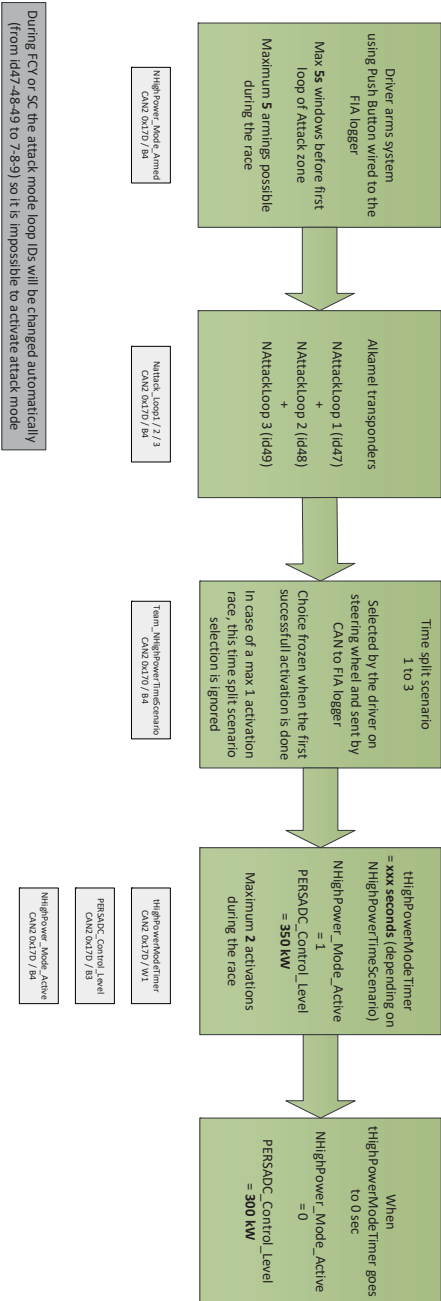 Driver arms system
using Push Button wired to the
FIA logger
Max 5s windows before first
loop of Attack zone
Maximum 5 armings possible
during the race
NHighPower_Mode_Armed
CAN2 0x17D / B4
Alkamel transponders
NAttackLoop 1 (id47)
+
NAttackLoop 2 (id48)
+
NAttackLoop 3 (id49)
Nattack_Loop1 / 2 / 3
CAN2 0x17D / B4
Time split scenario
1 to 3
Selected by the driver on
steering wheel and sent by
CAN to FIA logger
Choice frozen when the first
successfull activation is done
In case of a max 1 activation
race, this time split scenario
selection is ignored
Team_NHighPowerTimeScenario
CAN2 0x170 / B4
tHighPowerModeTimer
= xxx seconds (depending on
NHighPowerTimeScenario)
NHighPower_Mode_Active
= 1
PERSADC_Control_Level
= 350 kW
Maximum 2 activations
during the race
tHighPowerModeTimer
CAN2 0x17D / W1
PERSADC_Control_Level
CAN2 0x17D / B3
NHighPower_Mode_Active
CAN2 0x17D / B4
When
tHighPowerModeTimer goes
to 0 sec
NHighPower_Mode_Active
= 0
PERSADC_Control_Level
= 300 kW
During FCY or SC the attack mode loop IDs will be changed automatically
(from id47-48-49 to 7-8-9) so it is impossible to activate attack mode